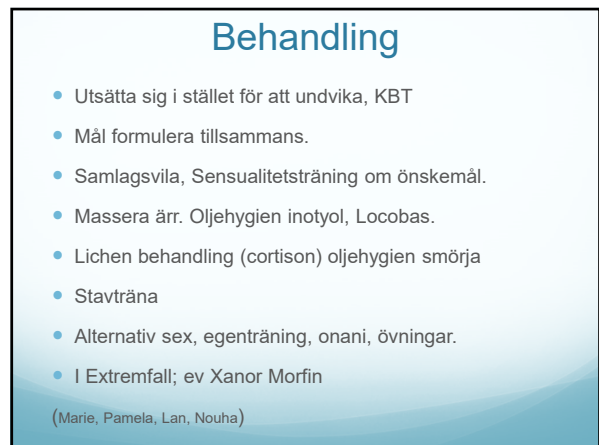 Behandling
Utsätta sig i stället för att undvika, KBT
Mål formulera tillsammans.
Samlagsvila, Sensualitetsträning om önskemål.
Massera ärr. Oljehygien inotyol, Locobas.
Lichen behandling (cortison) oljehygien smörja
Stavträna
Alternativ sex, egenträning, onani, övningar.
I Extremfall; ev Xanor Morfin
(Marie, Pamela, Lan, Nouha)